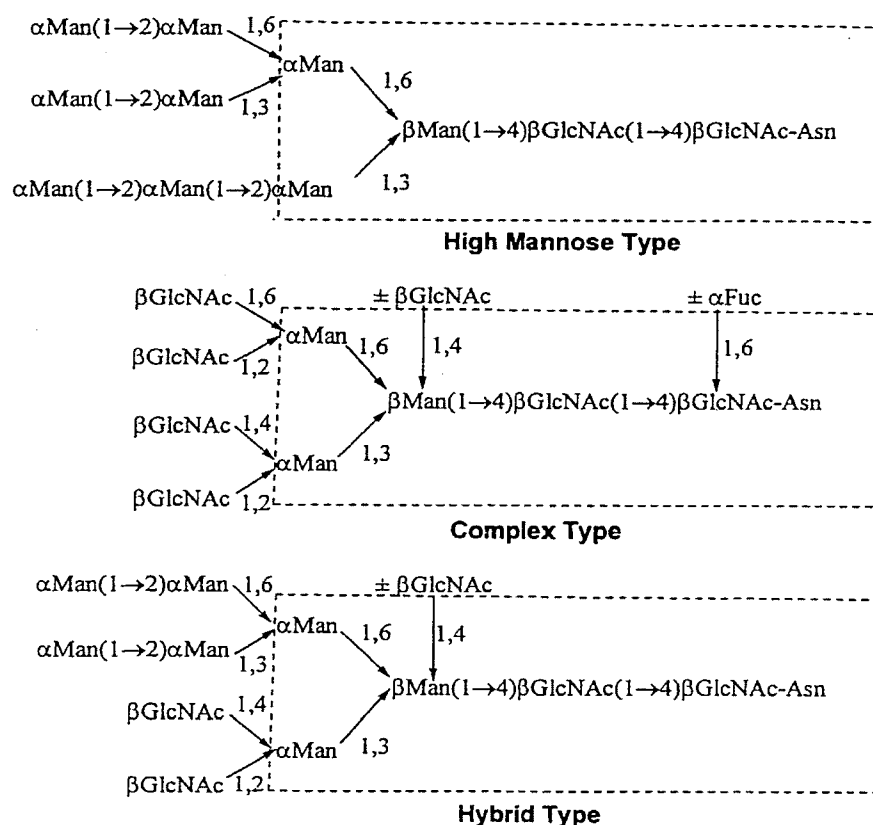 αMan(1→2)αMan 1,6
αMan
αMan(1→2)αMan 1,3 1,6
βMan(1→4)βGlcNAc(1→4)βGlcNAc-Asn
αMan(1→2)αMan(1→2)αMan 1,3
High Mannose Type
βGlcNAc 1,6 ± βGlcNAc ± αFuc
αMan
βGlcNAc 1,2 1,6 1,4 1,6
βMan(1→4)βGlcNAc(1→4)βGlcNAc-Asn
βGlcNAc 1,4
αMan 1,3
βGlcNAc 1,2
Complex Type
αMan(1→2)αMan 1,6 ± βGlcNAc
αMan 1,6 1,4
αMan(1→2)αMan 1,3
βMan(1→4)βGlcNAc(1→4)βGlcNAc-Asn
βGlcNAc 1,4
αMan 1,3
βGlcNAc 1,2
Hybrid Type